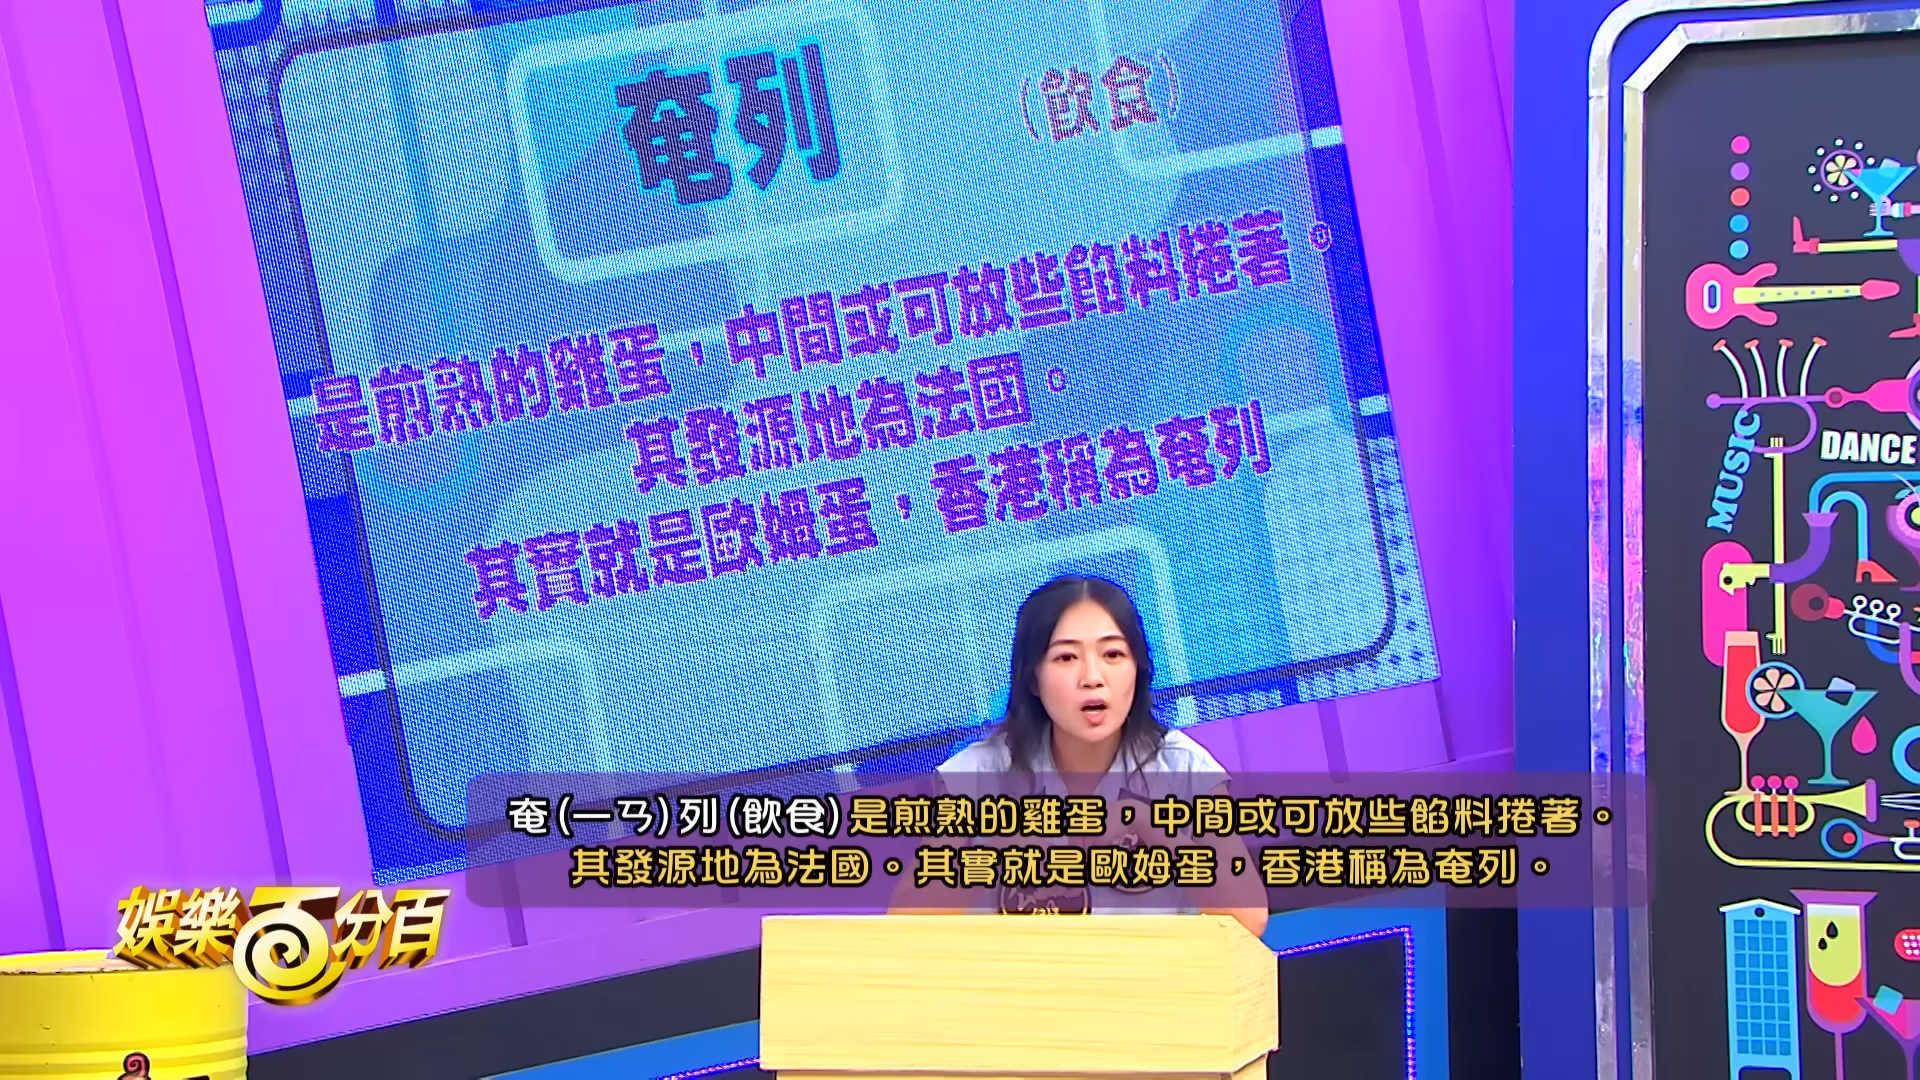 奄列
(飲食)
是煎熟的雞蛋，中間或可放些餡料捲著。
其發源地為法國。
其實就是歐姆蛋，香港稱為奄列
MUSIC
DANCE
奄(一ㄢ)列(飲食)是煎熟的雞蛋，中間或可放些餡料捲著。
其發源地為法國。其實就是歐姆蛋，香港稱為奄列。
娛樂百分百